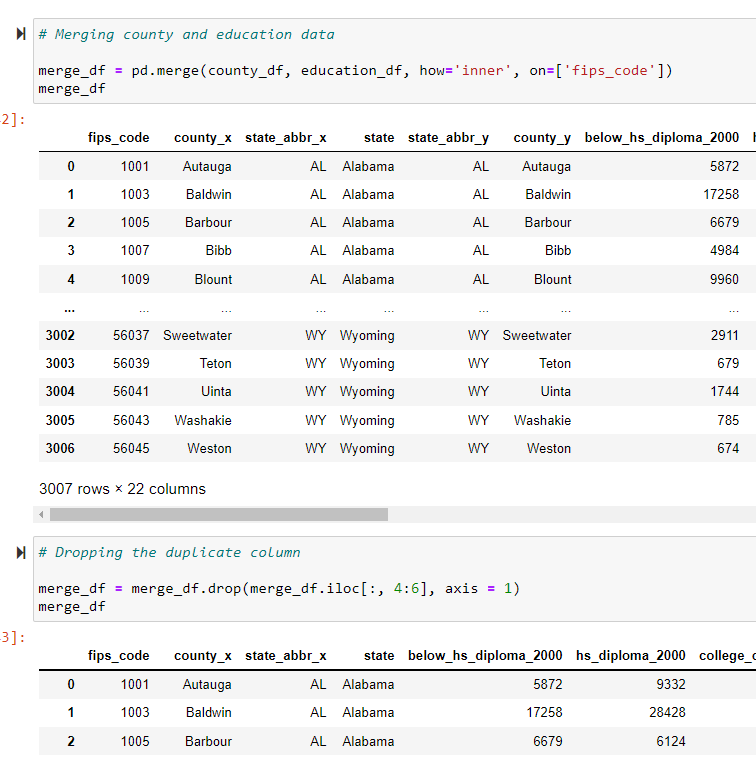 # Merging county and education data
merge_df = pd.merge(county_df, education_df, how='inner', on=['fips_code'])
merge_df
2]:
fips_code county_x state_abbr_x state state_abbr_y county_y below_hs_diploma_2000
0 1001 Autauga AL Alabama AL Autauga 5872
1 1003 Baldwin AL Alabama AL Baldwin 17258
2 1005 Barbour AL Alabama AL Barbour 6679
3 1007 Bibb AL Alabama AL Bibb 4984
4 1009 Blount AL Alabama AL Blount 9960
... ... ... ... ... ... ... ...
3002 56037 Sweetwater WY Wyoming WY Sweetwater 2911
3003 56039 Teton WY Wyoming WY Teton 679
3004 56041 Uinta WY Wyoming WY Uinta 1744
3005 56043 Washakie WY Wyoming WY Washakie 785
3006 56045 Weston WY Wyoming WY Weston 674
3007 rows × 22 columns
# Dropping the duplicate column
merge_df = merge_df.drop(merge_df.iloc[:, 4:6], axis = 1)
merge_df
3]:
fips_code county_x state_abbr_x state below_hs_diploma_2000 hs_diploma_2000
0 1001 Autauga AL Alabama 5872 9332
1 1003 Baldwin AL Alabama 17258 28428
2 1005 Barbour AL Alabama 6679 6124